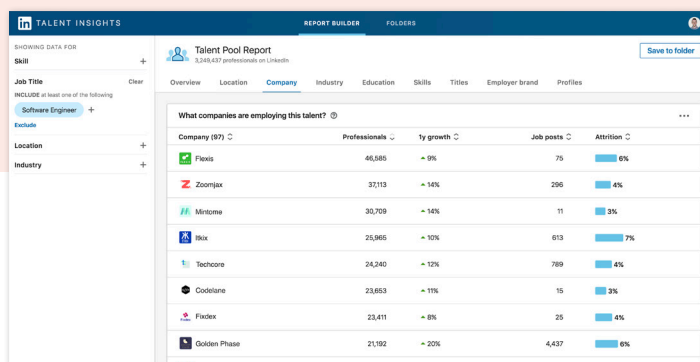 in TALENT INSIGHTS
REPORT BUILDER FOLDERS
SHOWING DATA FOR
Skill +
Job Title Clear
INCLUDE at least one of the following
Software Engineer +
Exclude
Location +
Industry +
Talent Pool Report
3,249,437 professionals on LinkedIn
Save to folder
Overview Location Company Industry Education Skills Titles Employer brand Profiles
What companies are employing this talent?
Company (97) Professionals 1y growth Job posts Attrition
Flexis 46,585 9% 75 6%
Zoomjax 37,113 14% 296 4%
Mintome 30,709 14% 11 3%
Itkix 25,965 10% 613 7%
Techcore 24,240 12% 789 4%
Codelane 23,653 11% 15 3%
Fixdex 23,411 8% 25 4%
Golden Phase 21,192 20% 4,437 6%